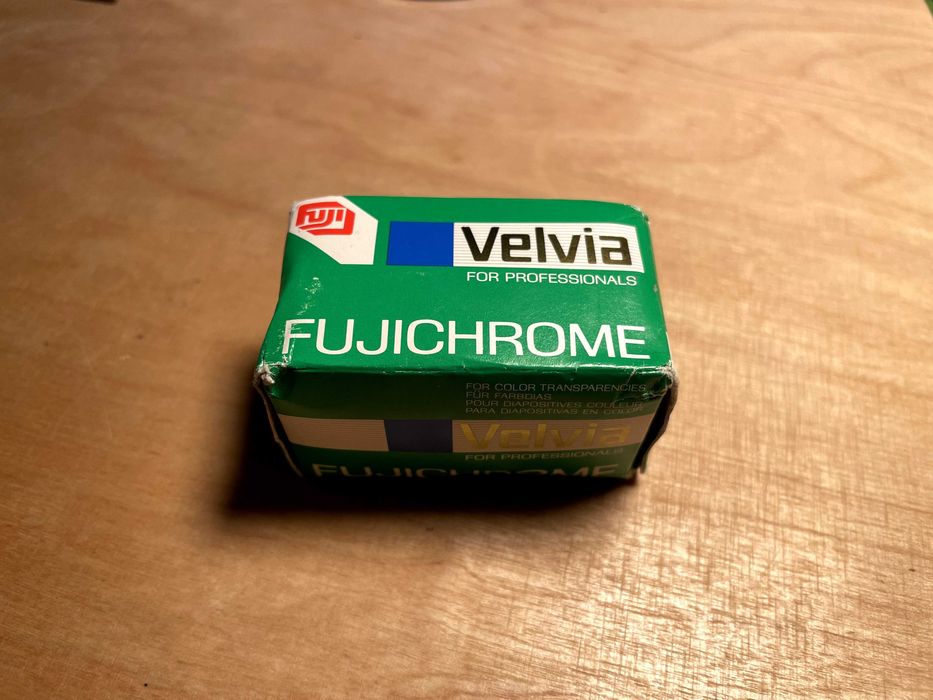 FUJI
Velvia
FOR PROFESSIONALS
FUJICHROME
FOR COLOR TRANSPARENCIES
FÜR FARBDIAS
POUR DIAPOSITIVES COULEUR
PARA DIAPOSITIVAS EN COLOR
Velvia
FOR PROFESSIONALS
FUJICHROME